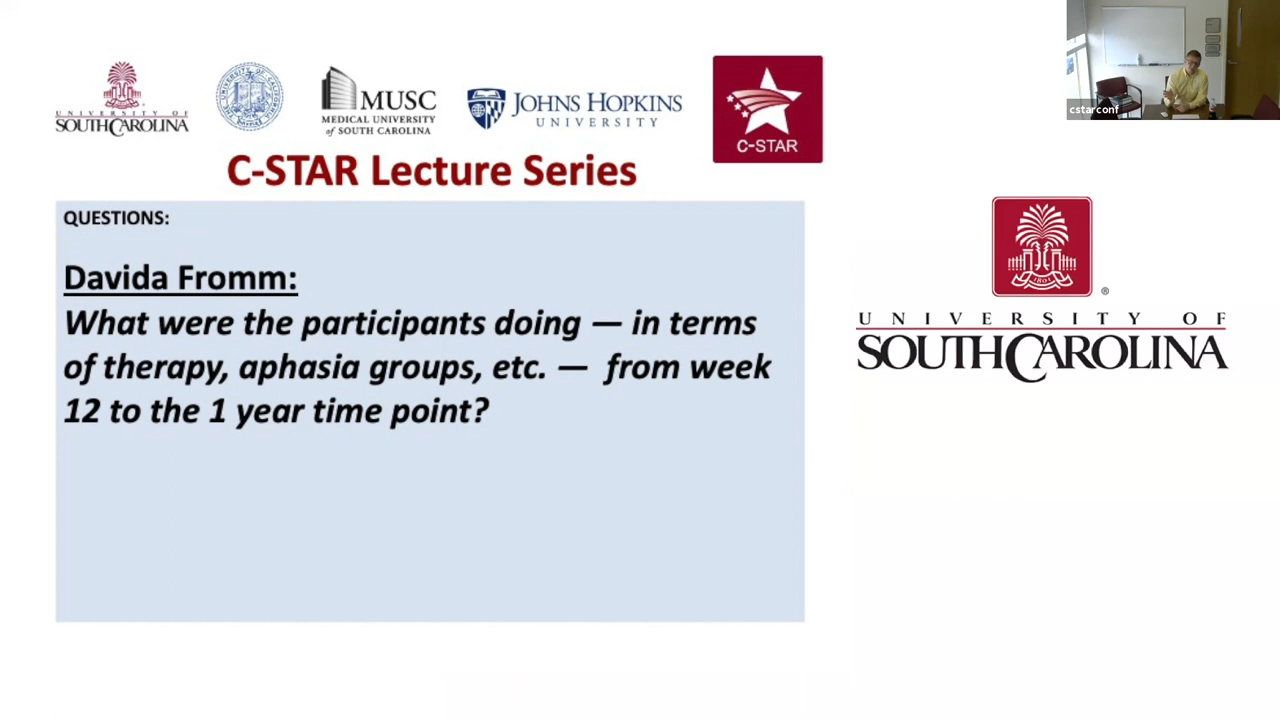 UNIVERSITY OF
SOUTH CAROLINA
MUSC
MEDICAL UNIVERSITY
of SOUTH CAROLINA
JOHNS HOPKINS
UNIVERSITY
C-STAR
C-STAR Lecture Series
QUESTIONS:
Davida Fromm:
What were the participants doing — in terms
of therapy, aphasia groups, etc. — from week
12 to the 1 year time point?
cstarconf
1801
®
UNIVERSITY OF
SOUTH CAROLINA